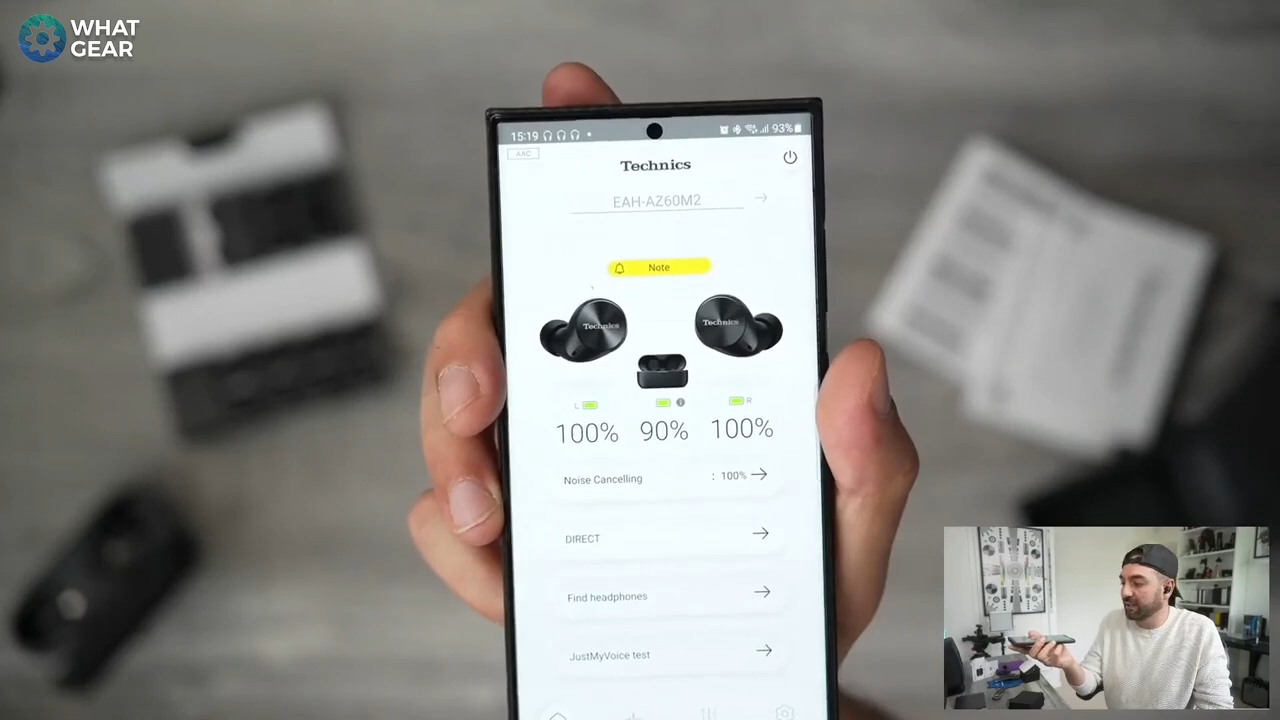 WHAT
GEAR
15:19 93%
AAC
Technics
EAH-AZ60M2
Note
Technics Technics
L R
100% 90% 100%
Noise Cancelling : 100%
DIRECT
Find headphones
JustMyVoice test